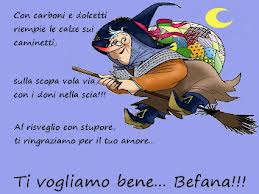 Con carboni e dolcetti
riempie le calze sui
caminetti,
sulla scopa vola via
con i doni nella scia!!!
Al risveglio con stupore,
ti ringraziamo per il tuo amore...
Ti vogliamo bene... Befana!!!